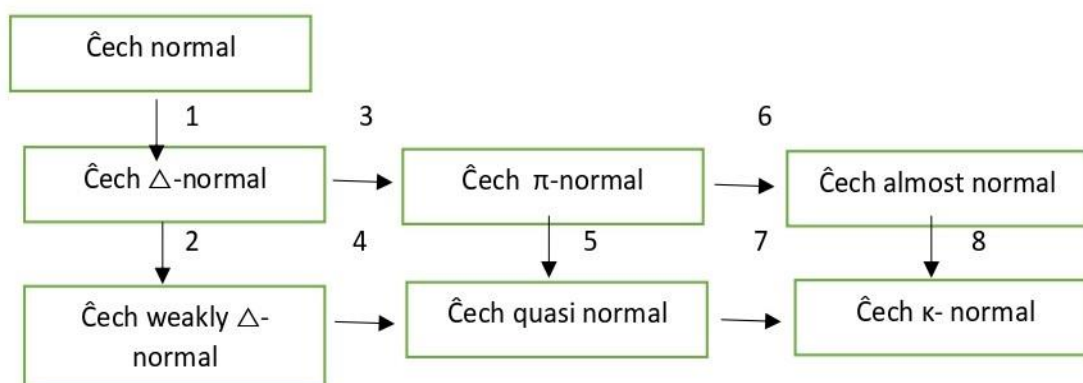 Ĉech normal
1
3
6
Ĉech △-normal
Ĉech π-normal
Ĉech almost normal
2
4
5
7
8
Ĉech weakly △-
normal
Ĉech quasi normal
Ĉech κ- normal